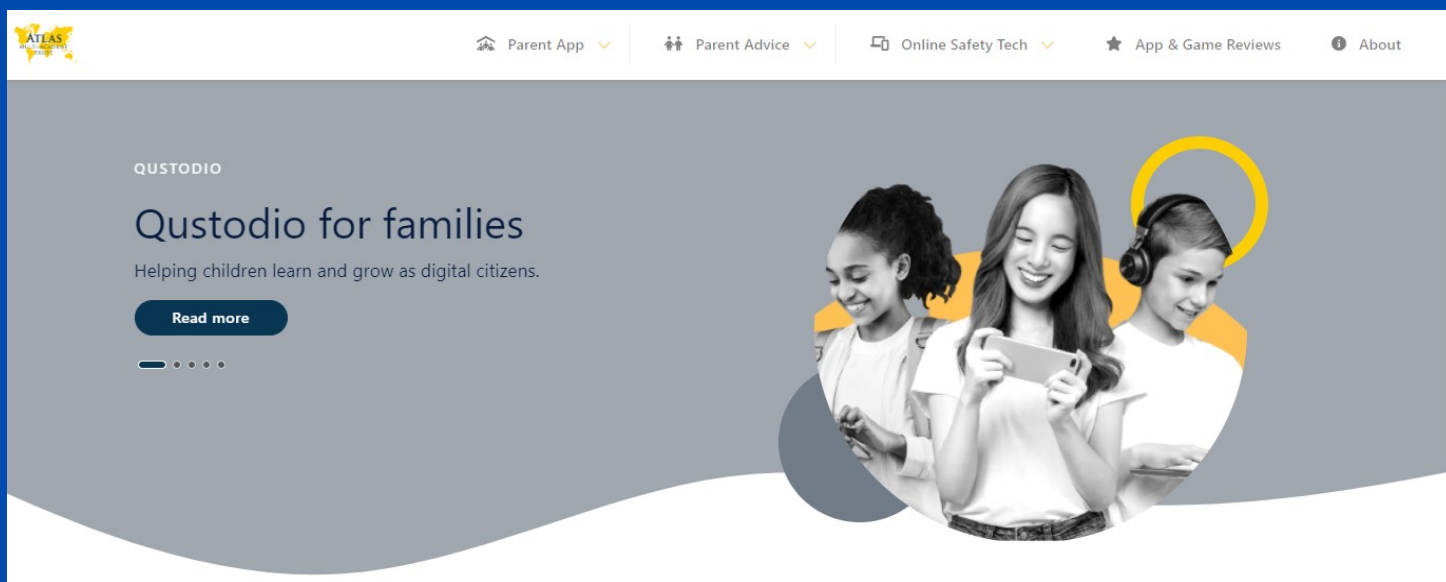 ATLAS
Parent App
Parent Advice
Online Safety Tech
App & Game Reviews
About
QUSTODIO
Qustodio for families
Helping children learn and grow as digital citizens.
Read more